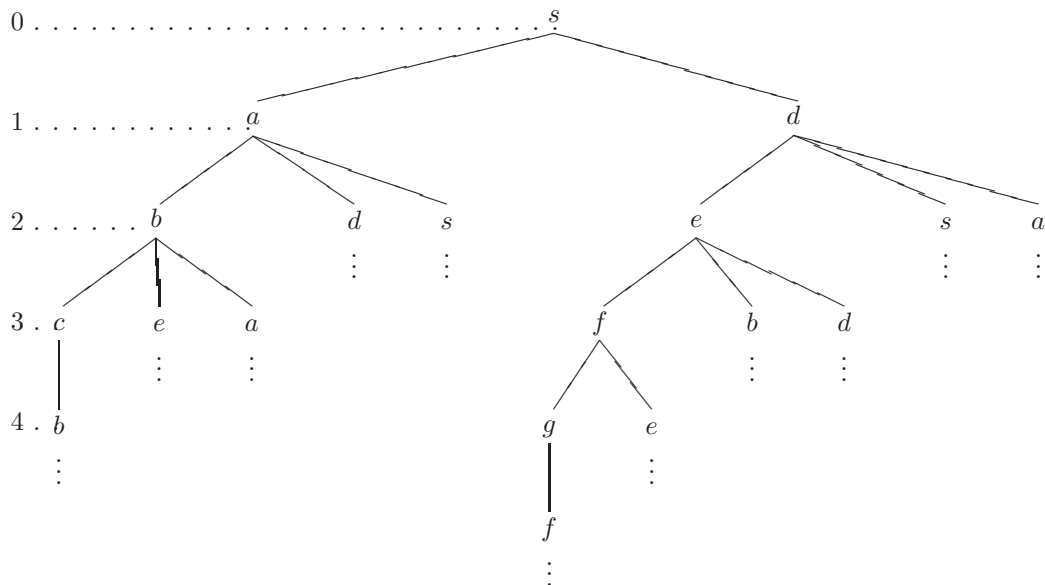 0 . . . . . . . . . . . . . . . . . . . . . . . . . . . s
1 . . . . . . . . . . . . a d
2 . . . . . . b d s e s a
3 . c e a f b d
4 . b g e
f